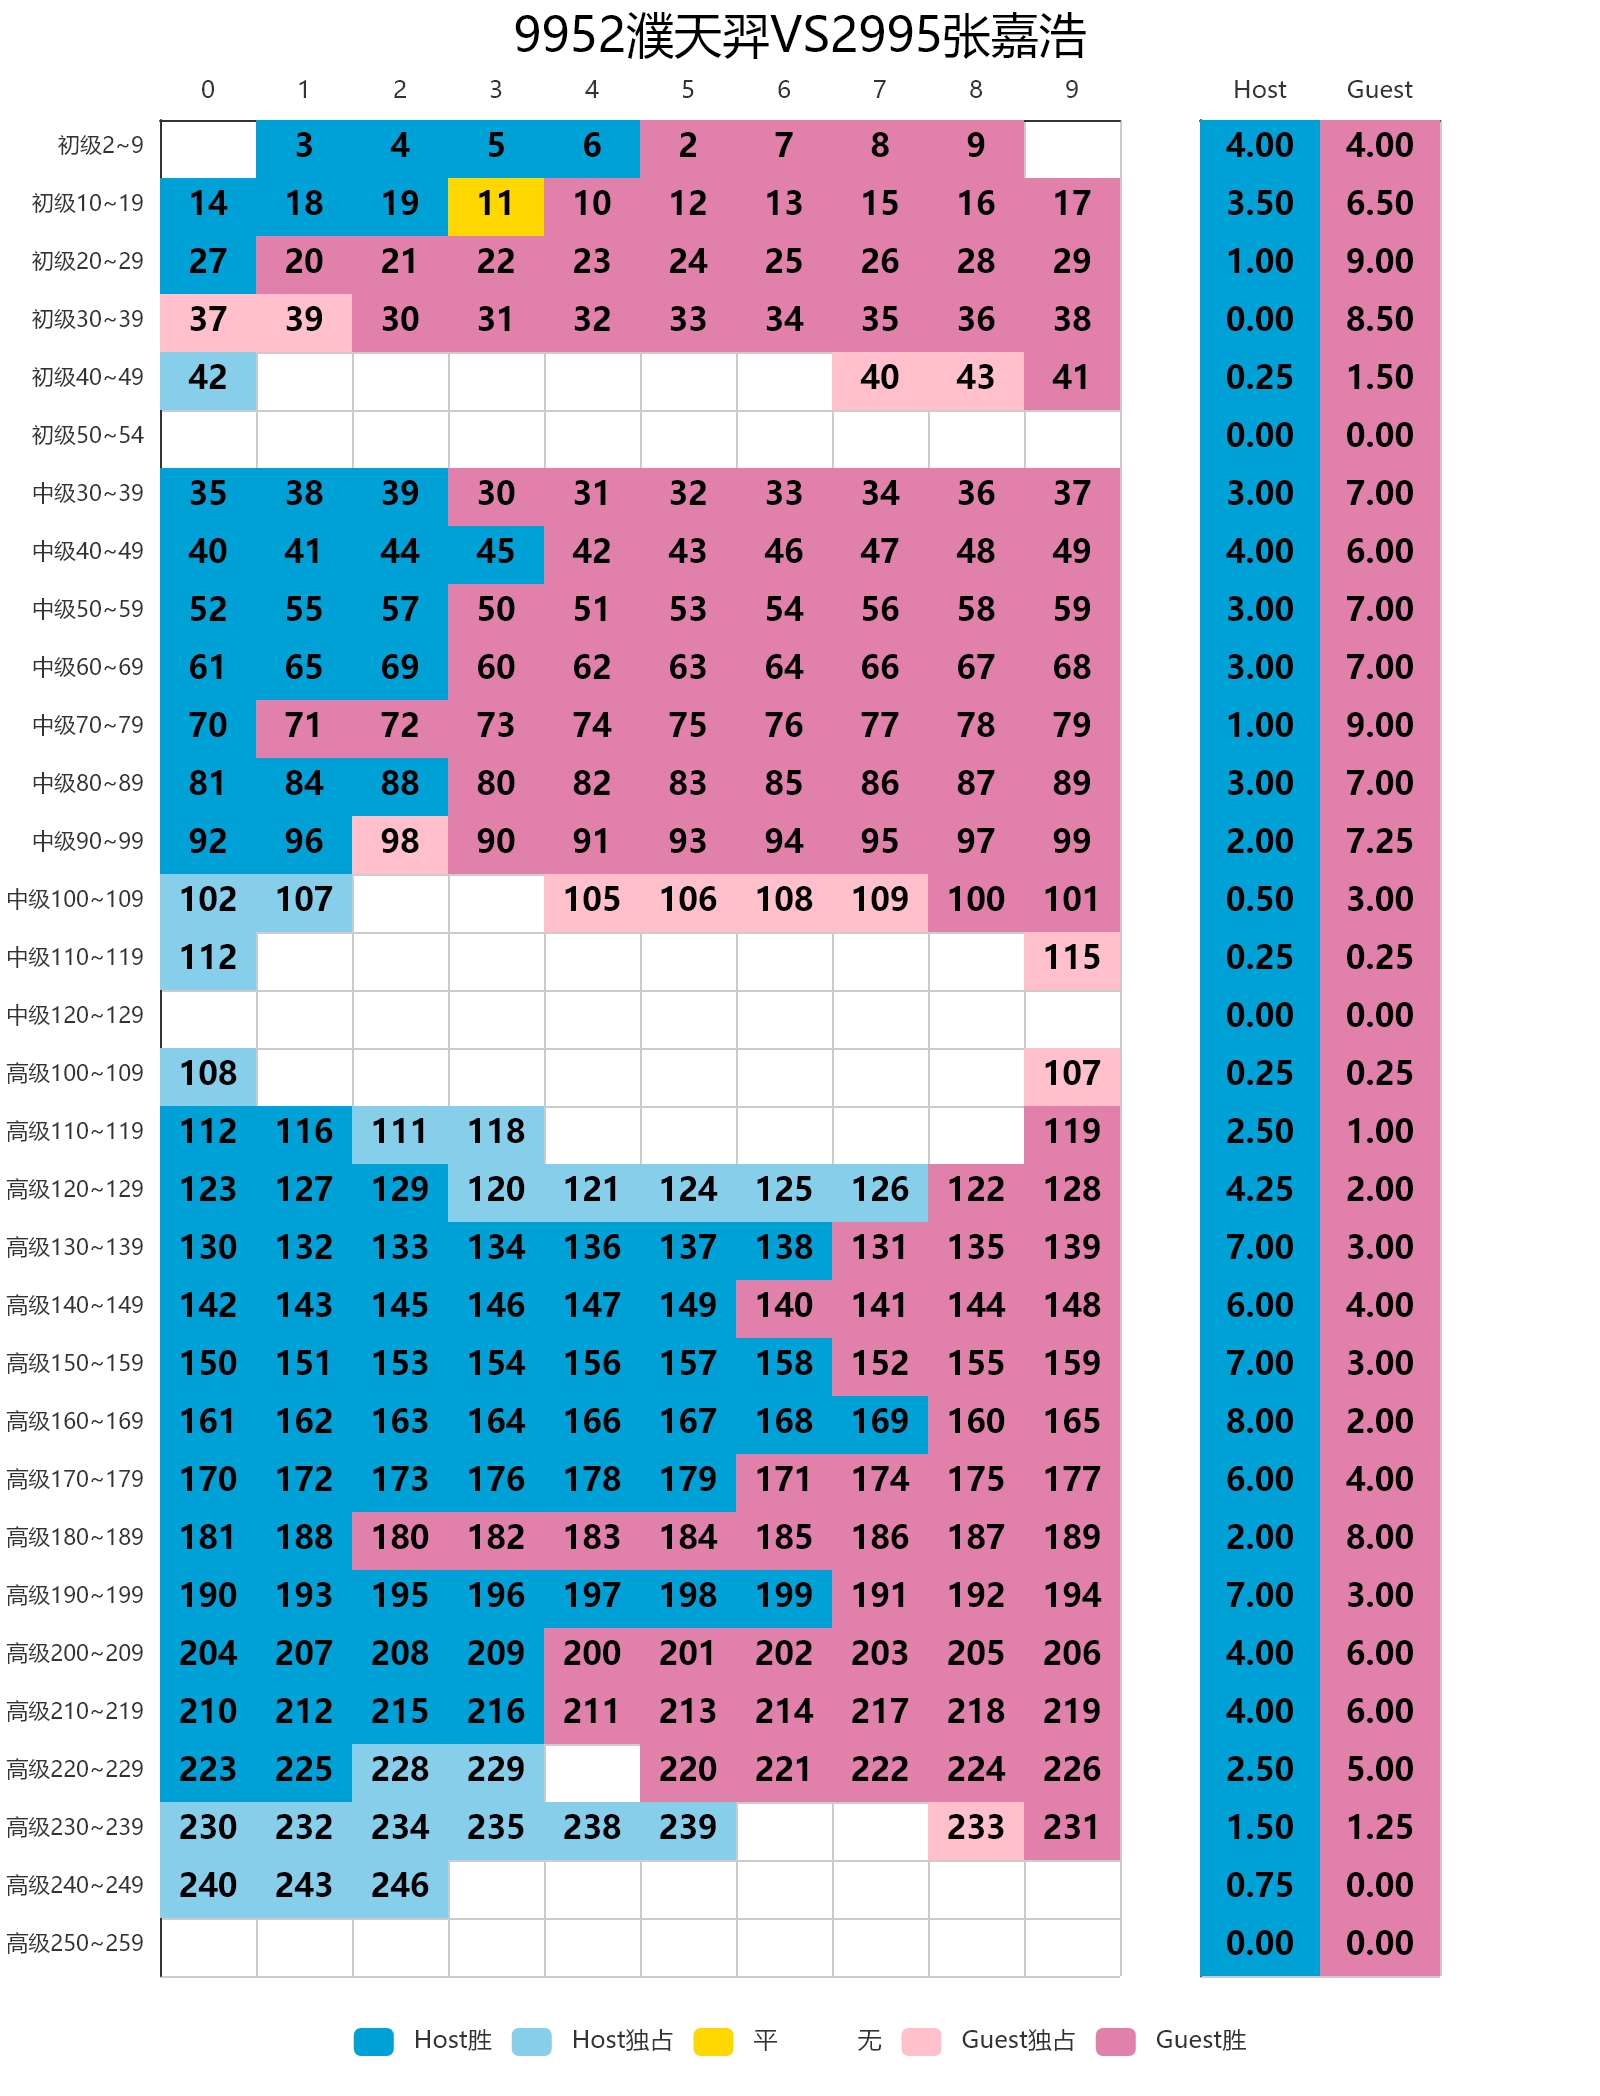 9952濮天羿VS2995张嘉浩
0 1 2 3 4 5 6 7 8 9 Host Guest
初级2~9 3 4 5 6 2 7 8 9 4.00 4.00
初级10~19 14 18 19 11 10 12 13 15 16 17 3.50 6.50
初级20~29 27 20 21 22 23 24 25 26 28 29 1.00 9.00
初级30~39 37 39 30 31 32 33 34 35 36 38 0.00 8.50
初级40~49 42 40 43 41 0.25 1.50
初级50~54 0.00 0.00
中级30~39 35 38 39 30 31 32 33 34 36 37 3.00 7.00
中级40~49 40 41 44 45 42 43 46 47 48 49 4.00 6.00
中级50~59 52 55 57 50 51 53 54 56 58 59 3.00 7.00
中级60~69 61 65 69 60 62 63 64 66 67 68 3.00 7.00
中级70~79 70 71 72 73 74 75 76 77 78 79 1.00 9.00
中级80~89 81 84 88 80 82 83 85 86 87 89 3.00 7.00
中级90~99 92 96 98 90 91 93 94 95 97 99 2.00 7.25
中级100~109 102 107 105 106 108 109 100 101 0.50 3.00
中级110~119 112 115 0.25 0.25
中级120~129 0.00 0.00
高级100~109 108 107 0.25 0.25
高级110~119 112 116 111 118 119 2.50 1.00
高级120~129 123 127 129 120 121 124 125 126 122 128 4.25 2.00
高级130~139 130 132 133 134 136 137 138 131 135 139 7.00 3.00
高级140~149 142 143 145 146 147 149 140 141 144 148 6.00 4.00
高级150~159 150 151 153 154 156 157 158 152 155 159 7.00 3.00
高级160~169 161 162 163 164 166 167 168 169 160 165 8.00 2.00
高级170~179 170 172 173 176 178 179 171 174 175 177 6.00 4.00
高级180~189 181 188 180 182 183 184 185 186 187 189 2.00 8.00
高级190~199 190 193 195 196 197 198 199 191 192 194 7.00 3.00
高级200~209 204 207 208 209 200 201 202 203 205 206 4.00 6.00
高级210~219 210 212 215 216 211 213 214 217 218 219 4.00 6.00
高级220~229 223 225 228 229 220 221 222 224 226 2.50 5.00
高级230~239 230 232 234 235 238 239 233 231 1.50 1.25
高级240~249 240 243 246 0.75 0.00
高级250~259 0.00 0.00
Host胜 Host独占 平 无 Guest独占 Guest胜